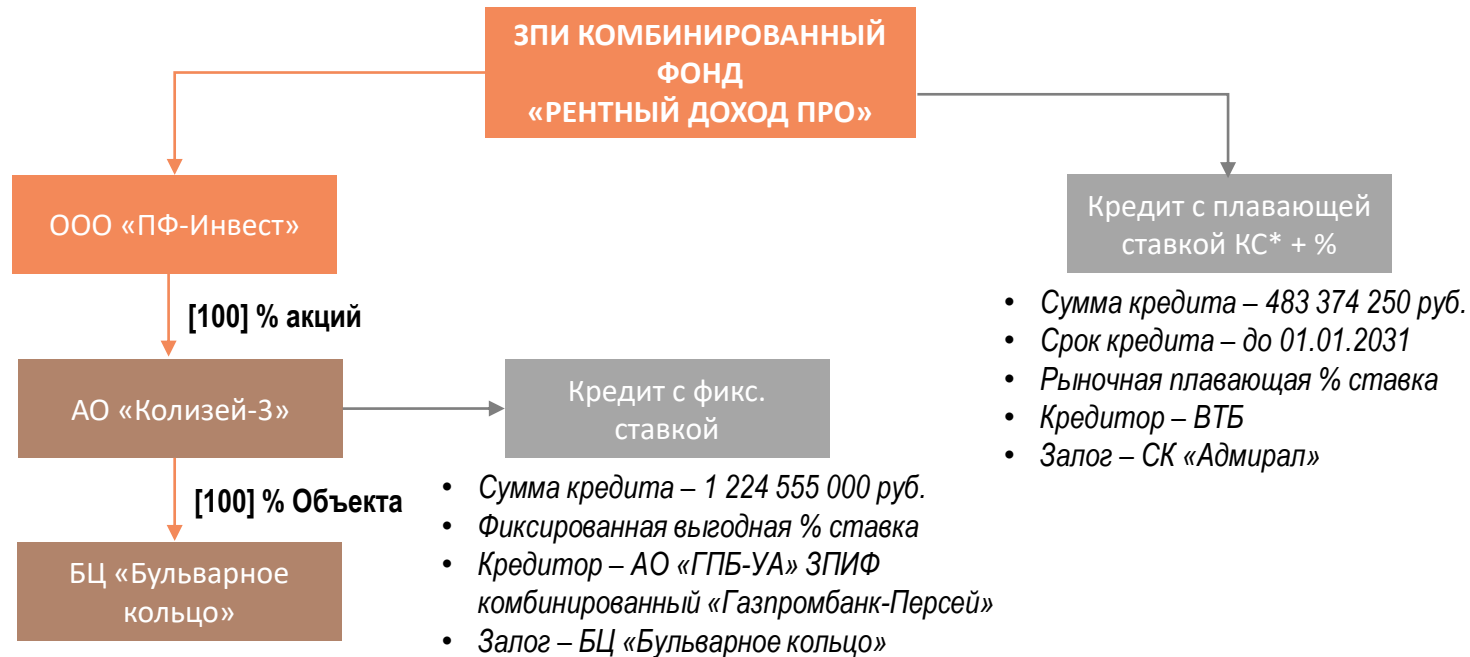 ЗПИ КОМБИНИРОВАННЫЙ
ФОНД
«РЕНТНЫЙ ДОХОД ПРО»
ООО «ПФ-Инвест»
[100] % акций
АО «Колизей-3»
[100] % Объекта
БЦ «Бульварное
кольцо»
Кредит с фикс.
ставкой
• Сумма кредита – 1 224 555 000 руб.
• Фиксированная выгодная % ставка
• Кредитор – АО «ГПБ-УА» ЗПИФ
комбинированный «Газпромбанк-Персей»
• Залог – БЦ «Бульварное кольцо»
Кредит с плавающей
ставкой КС* + %
• Сумма кредита – 483 374 250 руб.
• Срок кредита – до 01.01.2031
• Рыночная плавающая % ставка
• Кредитор – ВТБ
• Залог – СК «Адмирал»